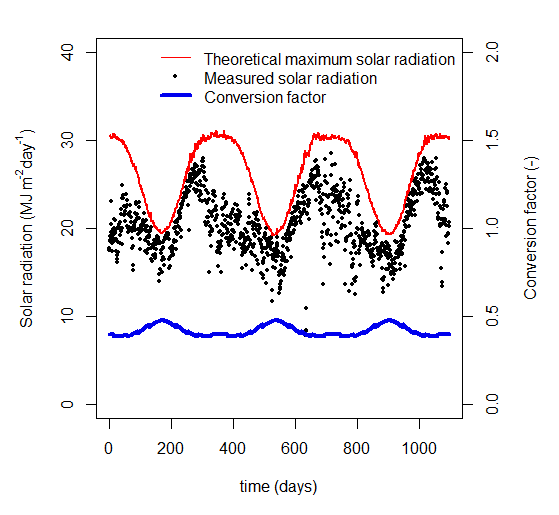 Theoretical maximum solar radiation
Measured solar radiation
Conversion factor
Solar radiation (MJ m⁻²day⁻¹)
40
30
20
10
0
2.0
1.5
1.0
0.5
0.0
Conversion factor (-)
0 200 400 600 800 1000
time (days)